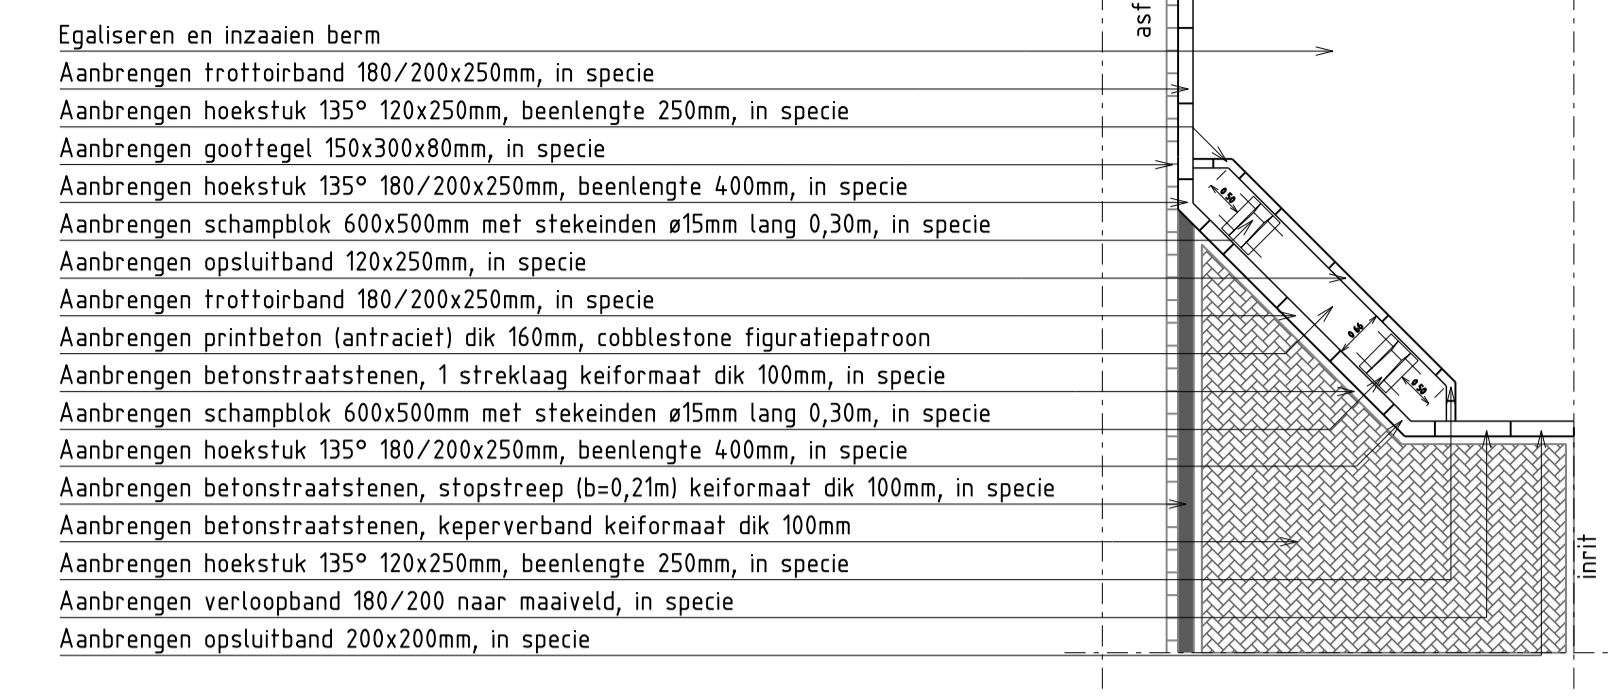 asf
Egaliseren en inzaaien berm
Aanbrengen trottoirband 180/200x250mm, in specie
Aanbrengen hoekstuk 135° 120x250mm, beenlengte 250mm, in specie
Aanbrengen goottegel 150x300x80mm, in specie
Aanbrengen hoekstuk 135° 180/200x250mm, beenlengte 400mm, in specie
Aanbrengen schampblok 600x500mm met stekeinden ø15mm lang 0,30m, in specie
Aanbrengen opsluitband 120x250mm, in specie
Aanbrengen trottoirband 180/200x250mm, in specie
Aanbrengen printbeton (antraciet) dik 160mm, cobblestone figuratiepatroon
Aanbrengen betonstraatstenen, 1 streklaag keiformaat dik 100mm, in specie
Aanbrengen schampblok 600x500mm met stekeinden ø15mm lang 0,30m, in specie
Aanbrengen hoekstuk 135° 180/200x250mm, beenlengte 400mm, in specie
Aanbrengen betonstraatstenen, stopstreep (b=0,21m) keiformaat dik 100mm, in specie
Aanbrengen betonstraatstenen, keperverband keiformaat dik 100mm
Aanbrengen hoekstuk 135° 120x250mm, beenlengte 250mm, in specie
Aanbrengen verloopband 180/200 naar maaiveld, in specie
Aanbrengen opsluitband 200x200mm, in specie
0.50
0.66
0.50
inrit